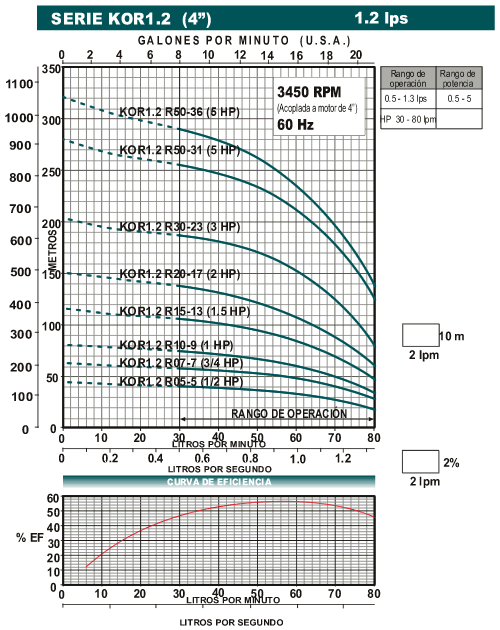 SERIE KOR1.2 (4”) 1.2 lps
GALONES POR MINUTO (U.S.A.)
0 2 4 6 8 10 12 14 16 18 20
Rango de operación Rango de potencia
0.5 - 1.3 lps 0.5 - 5
HP 30 - 80 lpm
3450 RPM
(Acoplada a motor de 4”)
60 Hz
1100
1000
900
800
700
600
500
400
300
200
100
0
350
300
250
200
150
100
50
0
METROS
KOR1.2 R50-36 (5 HP)
KOR1.2 R50-31 (5 HP)
KOR1.2 R30-23 (3 HP)
KOR1.2 R20-17 (2 HP)
KOR1.2 R15-13 (1.5 HP)
KOR1.2 R10-9 (1 HP)
KOR1.2 R07-7 (3/4 HP)
KOR1.2 R05-5 (1/2 HP)
RANGO DE OPERACIÓN
10 m
2 lpm
0 10 20 30 40 50 60 70 80
LITROS POR MINUTO
0 0.2 0.4 0.5 0.6 0.8 1.0 1.2
LITROS POR SEGUNDO
2%
2 lpm
CURVA DE EFICIENCIA
% EF
60
50
40
30
20
10
0
0 10 20 30 40 50 60 70 80
LITROS POR MINUTO
LITROS POR SEGUNDO